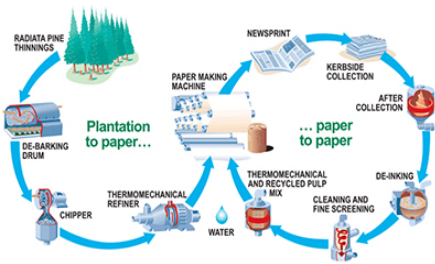 RADIATA PINE
THINNINGS
DE-BARKING
DRUM
CHIPPER
THERMOMECHANICAL
REFINER
Plantation
to paper...
PAPER MAKING
MACHINE
WATER
NEWSPRINT
KERBSIDE
COLLECTION
AFTER
COLLECTION
... paper
to paper
DE-INKING
CLEANING AND
FINE SCREENING
THERMOMECHANICAL
AND RECYCLED PULP
MIX